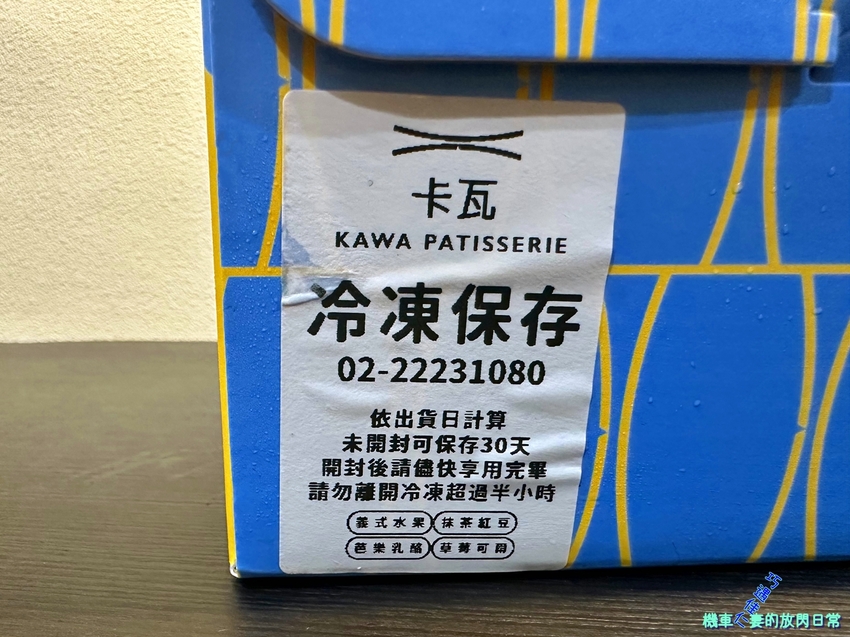 卡瓦
KAWA PATISSERIE
冷凍保存
02-22231080
依出貨日計算
未開封可保存30天
開封後請儘快享用完畢
請勿離開冷凍超過半小時
義式水果 抹茶紅豆
芭樂乳酪 草莓可爾
機車人妻的放閃日常